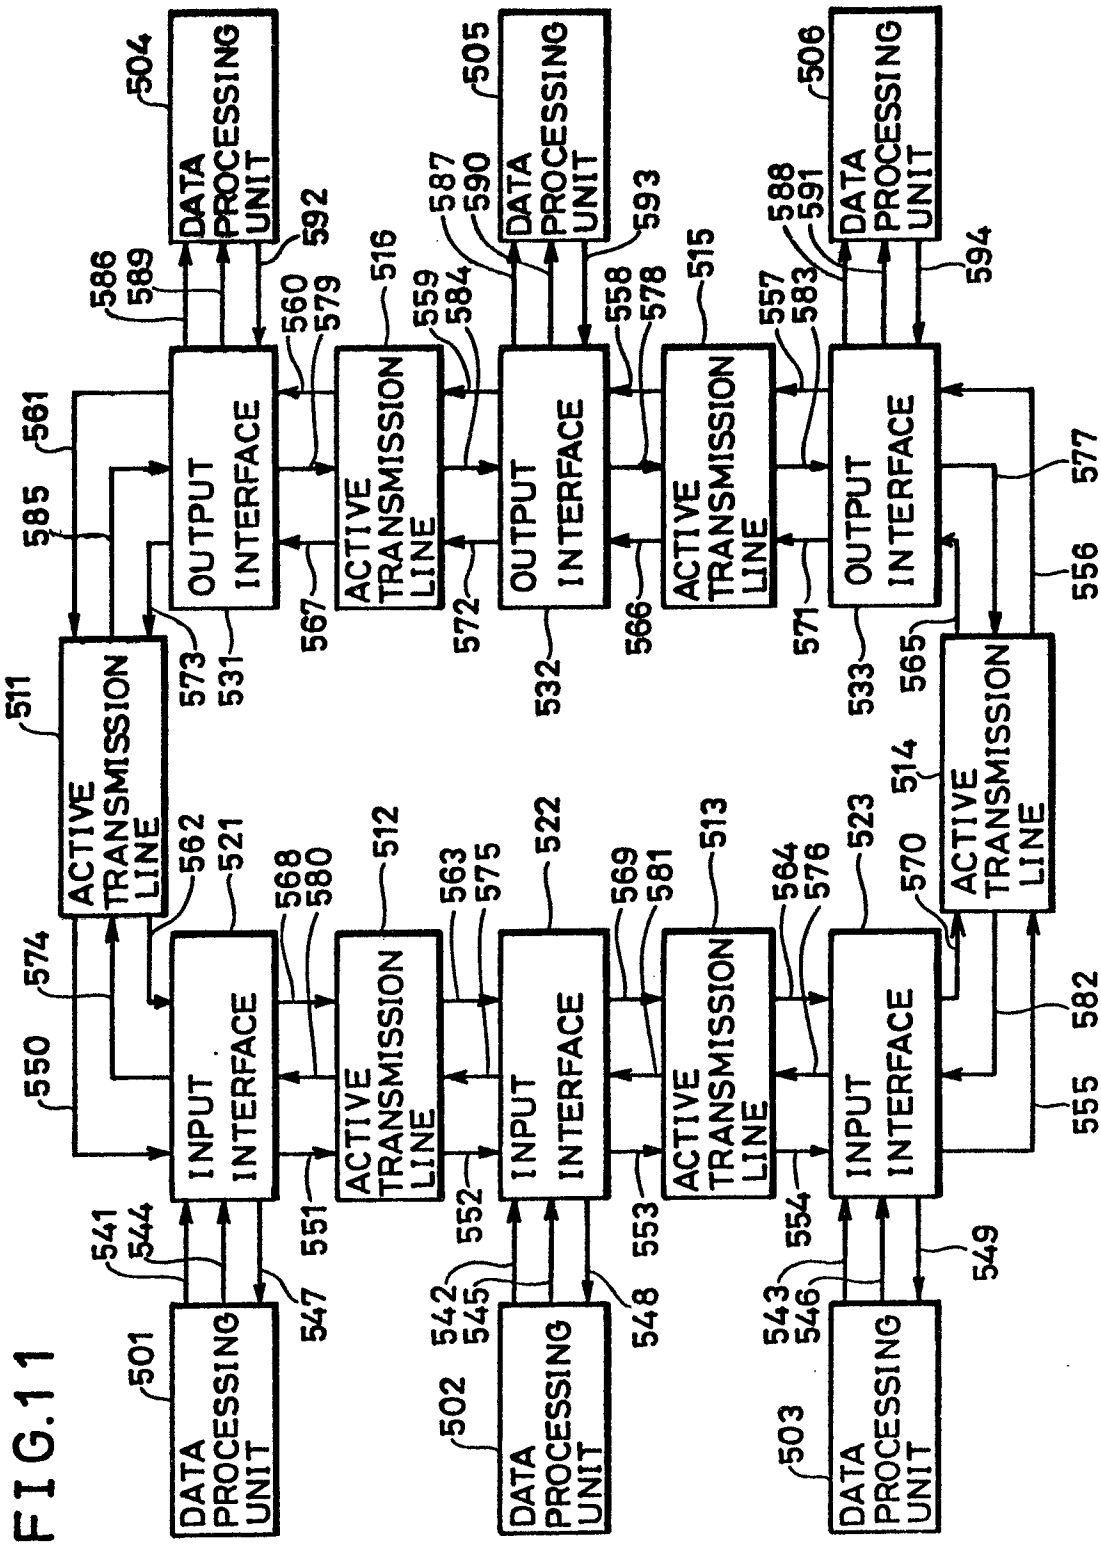 FIG.11
501
DATA
PROCESSING
UNIT
541
544
547
550
574
562
INPUT
INTERFACE
521
511
ACTIVE
TRANSMISSION
LINE
585
561
573
531
OUTPUT
INTERFACE
586
589
592
504
DATA
PROCESSING
UNIT
551
568
580
ACTIVE
TRANSMISSION
LINE
512
567
560
579
ACTIVE
TRANSMISSION
LINE
516
552
563
575
572
559
584
502
DATA
PROCESSING
UNIT
542
545
548
INPUT
INTERFACE
522
532
OUTPUT
INTERFACE
587
590
593
505
DATA
PROCESSING
UNIT
553
569
581
ACTIVE
TRANSMISSION
LINE
513
566
558
578
ACTIVE
TRANSMISSION
LINE
515
554
564
576
571
557
583
503
DATA
PROCESSING
UNIT
543
546
549
INPUT
INTERFACE
523
533
OUTPUT
INTERFACE
588
591
594
506
DATA
PROCESSING
UNIT
570
514
ACTIVE
TRANSMISSION
LINE
565
555
582
556
577